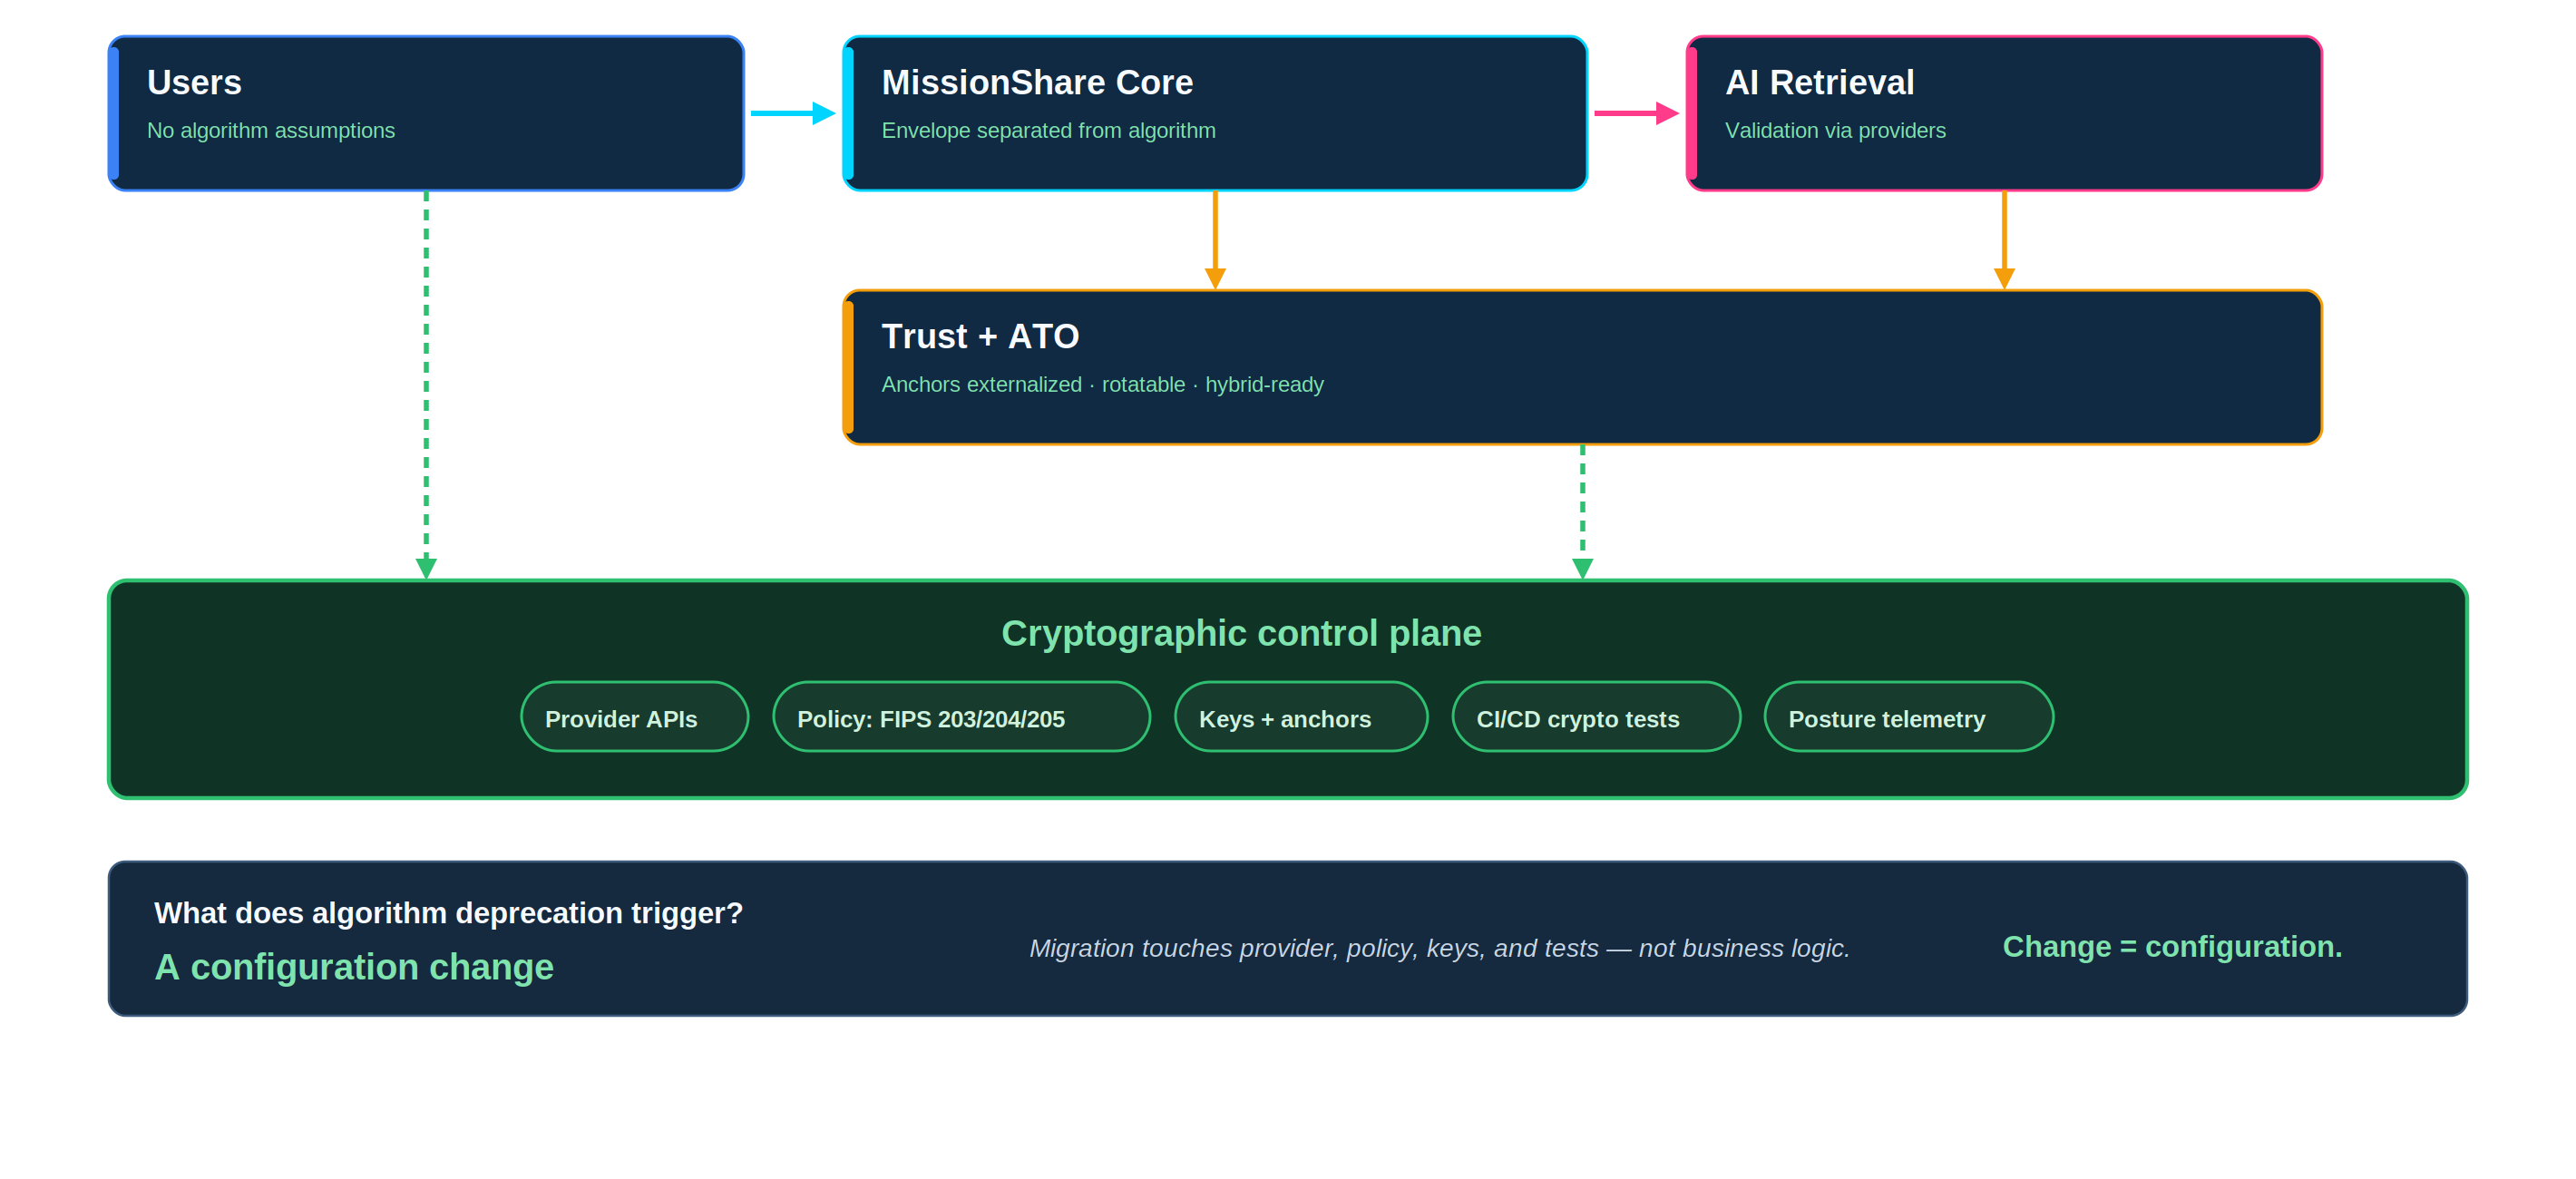 Users
No algorithm assumptions
MissionShare Core
Envelope separated from algorithm
AI Retrieval
Validation via providers
Trust + ATO
Anchors externalized · rotatable · hybrid-ready
Cryptographic control plane
Provider APIs
Policy: FIPS 203/204/205
Keys + anchors
CI/CD crypto tests
Posture telemetry
What does algorithm deprecation trigger?
A configuration change
Migration touches provider, policy, keys, and tests — not business logic.
Change = configuration.